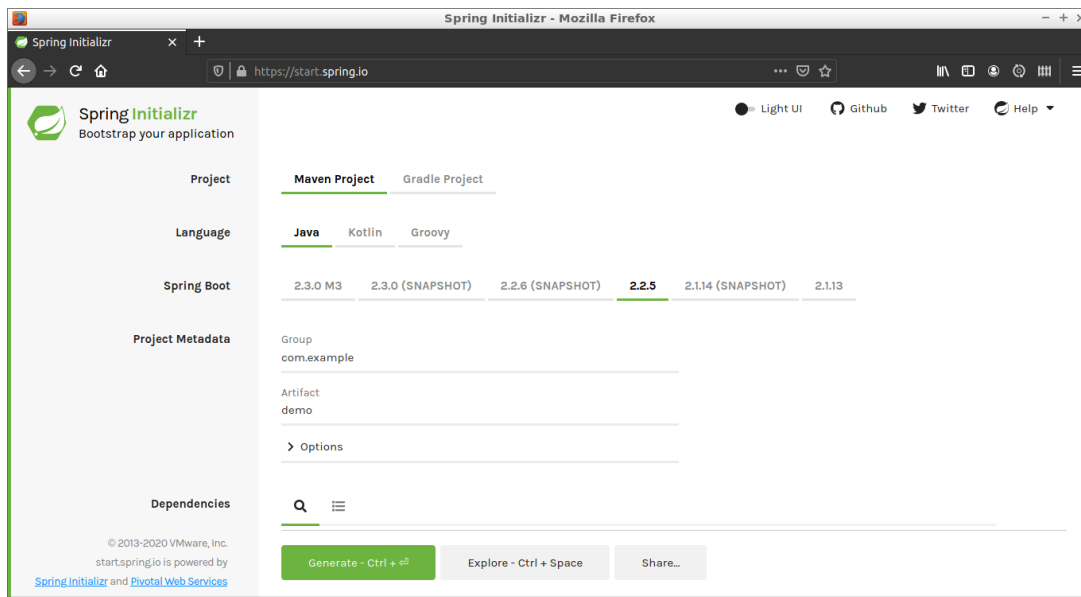 Spring Initializr - Mozilla Firefox
Spring Initializr
https://start.spring.io
Spring Initializr
Bootstrap your application
Light UI Github Twitter Help
Project
Maven Project Gradle Project
Language
Java Kotlin Groovy
Spring Boot
2.3.0 M3 2.3.0 (SNAPSHOT) 2.2.6 (SNAPSHOT) 2.2.5 2.1.14 (SNAPSHOT) 2.1.13
Project Metadata
Group
com.example
Artifact
demo
Options
Dependencies
© 2013-2020 VMware, Inc.
start.spring.io is powered by
Spring Initializr and Pivotal Web Services
Generate - Ctrl + ⏎ Explore - Ctrl + Space Share...